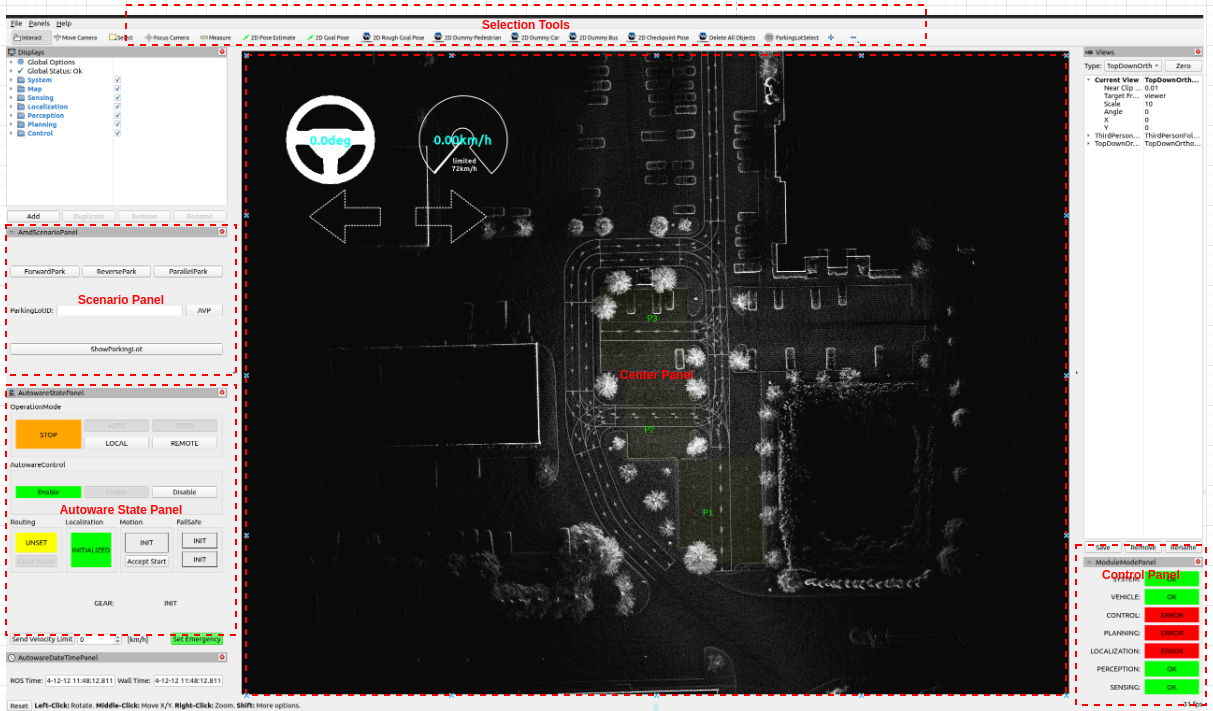 Selection Tools
File Panels Help
Interact Move Camera Select Focus Camera Measure 2D Pose Estimate 2D Goal Pose 2D Rough Goal Pose 2D Dummy Pedestrian 2D Dummy Car 2D Dummy Bus 2D Checkpoint Pose Delete All Objects ParkingLotSelect
Displays
Global Options
Global Status: Ok
System
Map
Sensing
Localization
Perception
Planning
Control
Add Duplicate Remove Rename
AmdScenarioPanel
ForwardPark ReversePark ParallelPark
Scenario Panel
ParkingLotID: AVP
ShowParkingLot
AutowareStatePanel
OperationMode
STOP AUTO STOP
LOCAL REMOTE
AutowareControl
Enable Enable Disable
Autoware State Panel
Routing Localization Motion FailSafe
UNSET INITIALIZED INIT INIT
Clear Route Accept Start INIT
GEAR: INIT
Send Velocity Limit 0 [km/h] Set Emergency
AutowareDateTimePanel
ROS Time: 4-12-12 11:48:12.811 Wall Time: 4-12-12 11:48:12.811
Reset Left-Click: Rotate. Middle-Click: Move X/Y. Right-Click: Zoom. Shift: More options.
0.0deg
0.00km/h
limited
72km/h
P3
Center Panel
P2
P1
Views
Type: TopDownOrth Zero
Current View TopDownOrth...
Near Clip ... 0.01
Target Fr... viewer
Scale 10
Angle 0
X 0
Y 0
ThirdPerson... ThirdPersonFol...
TopDownOr... TopDownOrtho...
Save Remove Rename
ModuleModePanel
Control Panel
SYSTEM: OK
VEHICLE: OK
CONTROL: ERROR
PLANNING: ERROR
LOCALIZATION: ERROR
PERCEPTION: OK
SENSING: OK
31 fps